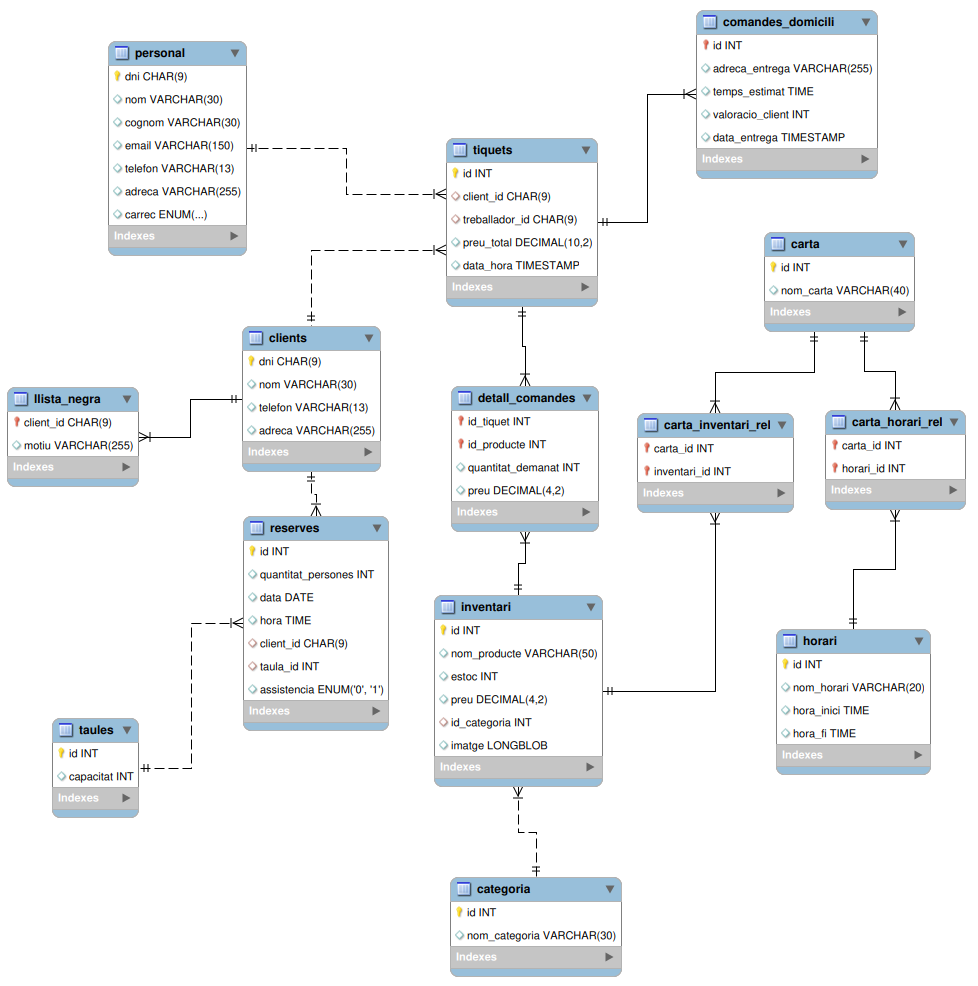 personal
dni CHAR(9)
nom VARCHAR(30)
cognom VARCHAR(30)
email VARCHAR(150)
telefon VARCHAR(13)
adreca VARCHAR(255)
carrec ENUM(...)
Indexes
comandes_domicili
id INT
adreca_entrega VARCHAR(255)
temps_estimat TIME
valoracio_client INT
data_entrega TIMESTAMP
Indexes
tiquets
id INT
client_id CHAR(9)
treballador_id CHAR(9)
preu_total DECIMAL(10,2)
data_hora TIMESTAMP
Indexes
carta
id INT
nom_carta VARCHAR(40)
Indexes
clients
dni CHAR(9)
nom VARCHAR(30)
telefon VARCHAR(13)
adreca VARCHAR(255)
Indexes
llista_negra
client_id CHAR(9)
motiu VARCHAR(255)
Indexes
detall_comandes
id_tiquet INT
id_producte INT
quantitat_demanat INT
preu DECIMAL(4,2)
Indexes
carta_inventari_rel
carta_id INT
inventari_id INT
Indexes
carta_horari_rel
carta_id INT
horari_id INT
Indexes
reserves
id INT
quantitat_persones INT
data DATE
hora TIME
client_id CHAR(9)
taula_id INT
assistencia ENUM('0', '1')
Indexes
inventari
id INT
nom_producte VARCHAR(50)
estoc INT
preu DECIMAL(4,2)
id_categoria INT
imatge LONGBLOB
Indexes
horari
id INT
nom_horari VARCHAR(20)
hora_inici TIME
hora_fi TIME
Indexes
taules
id INT
capacitat INT
Indexes
categoria
id INT
nom_categoria VARCHAR(30)
Indexes